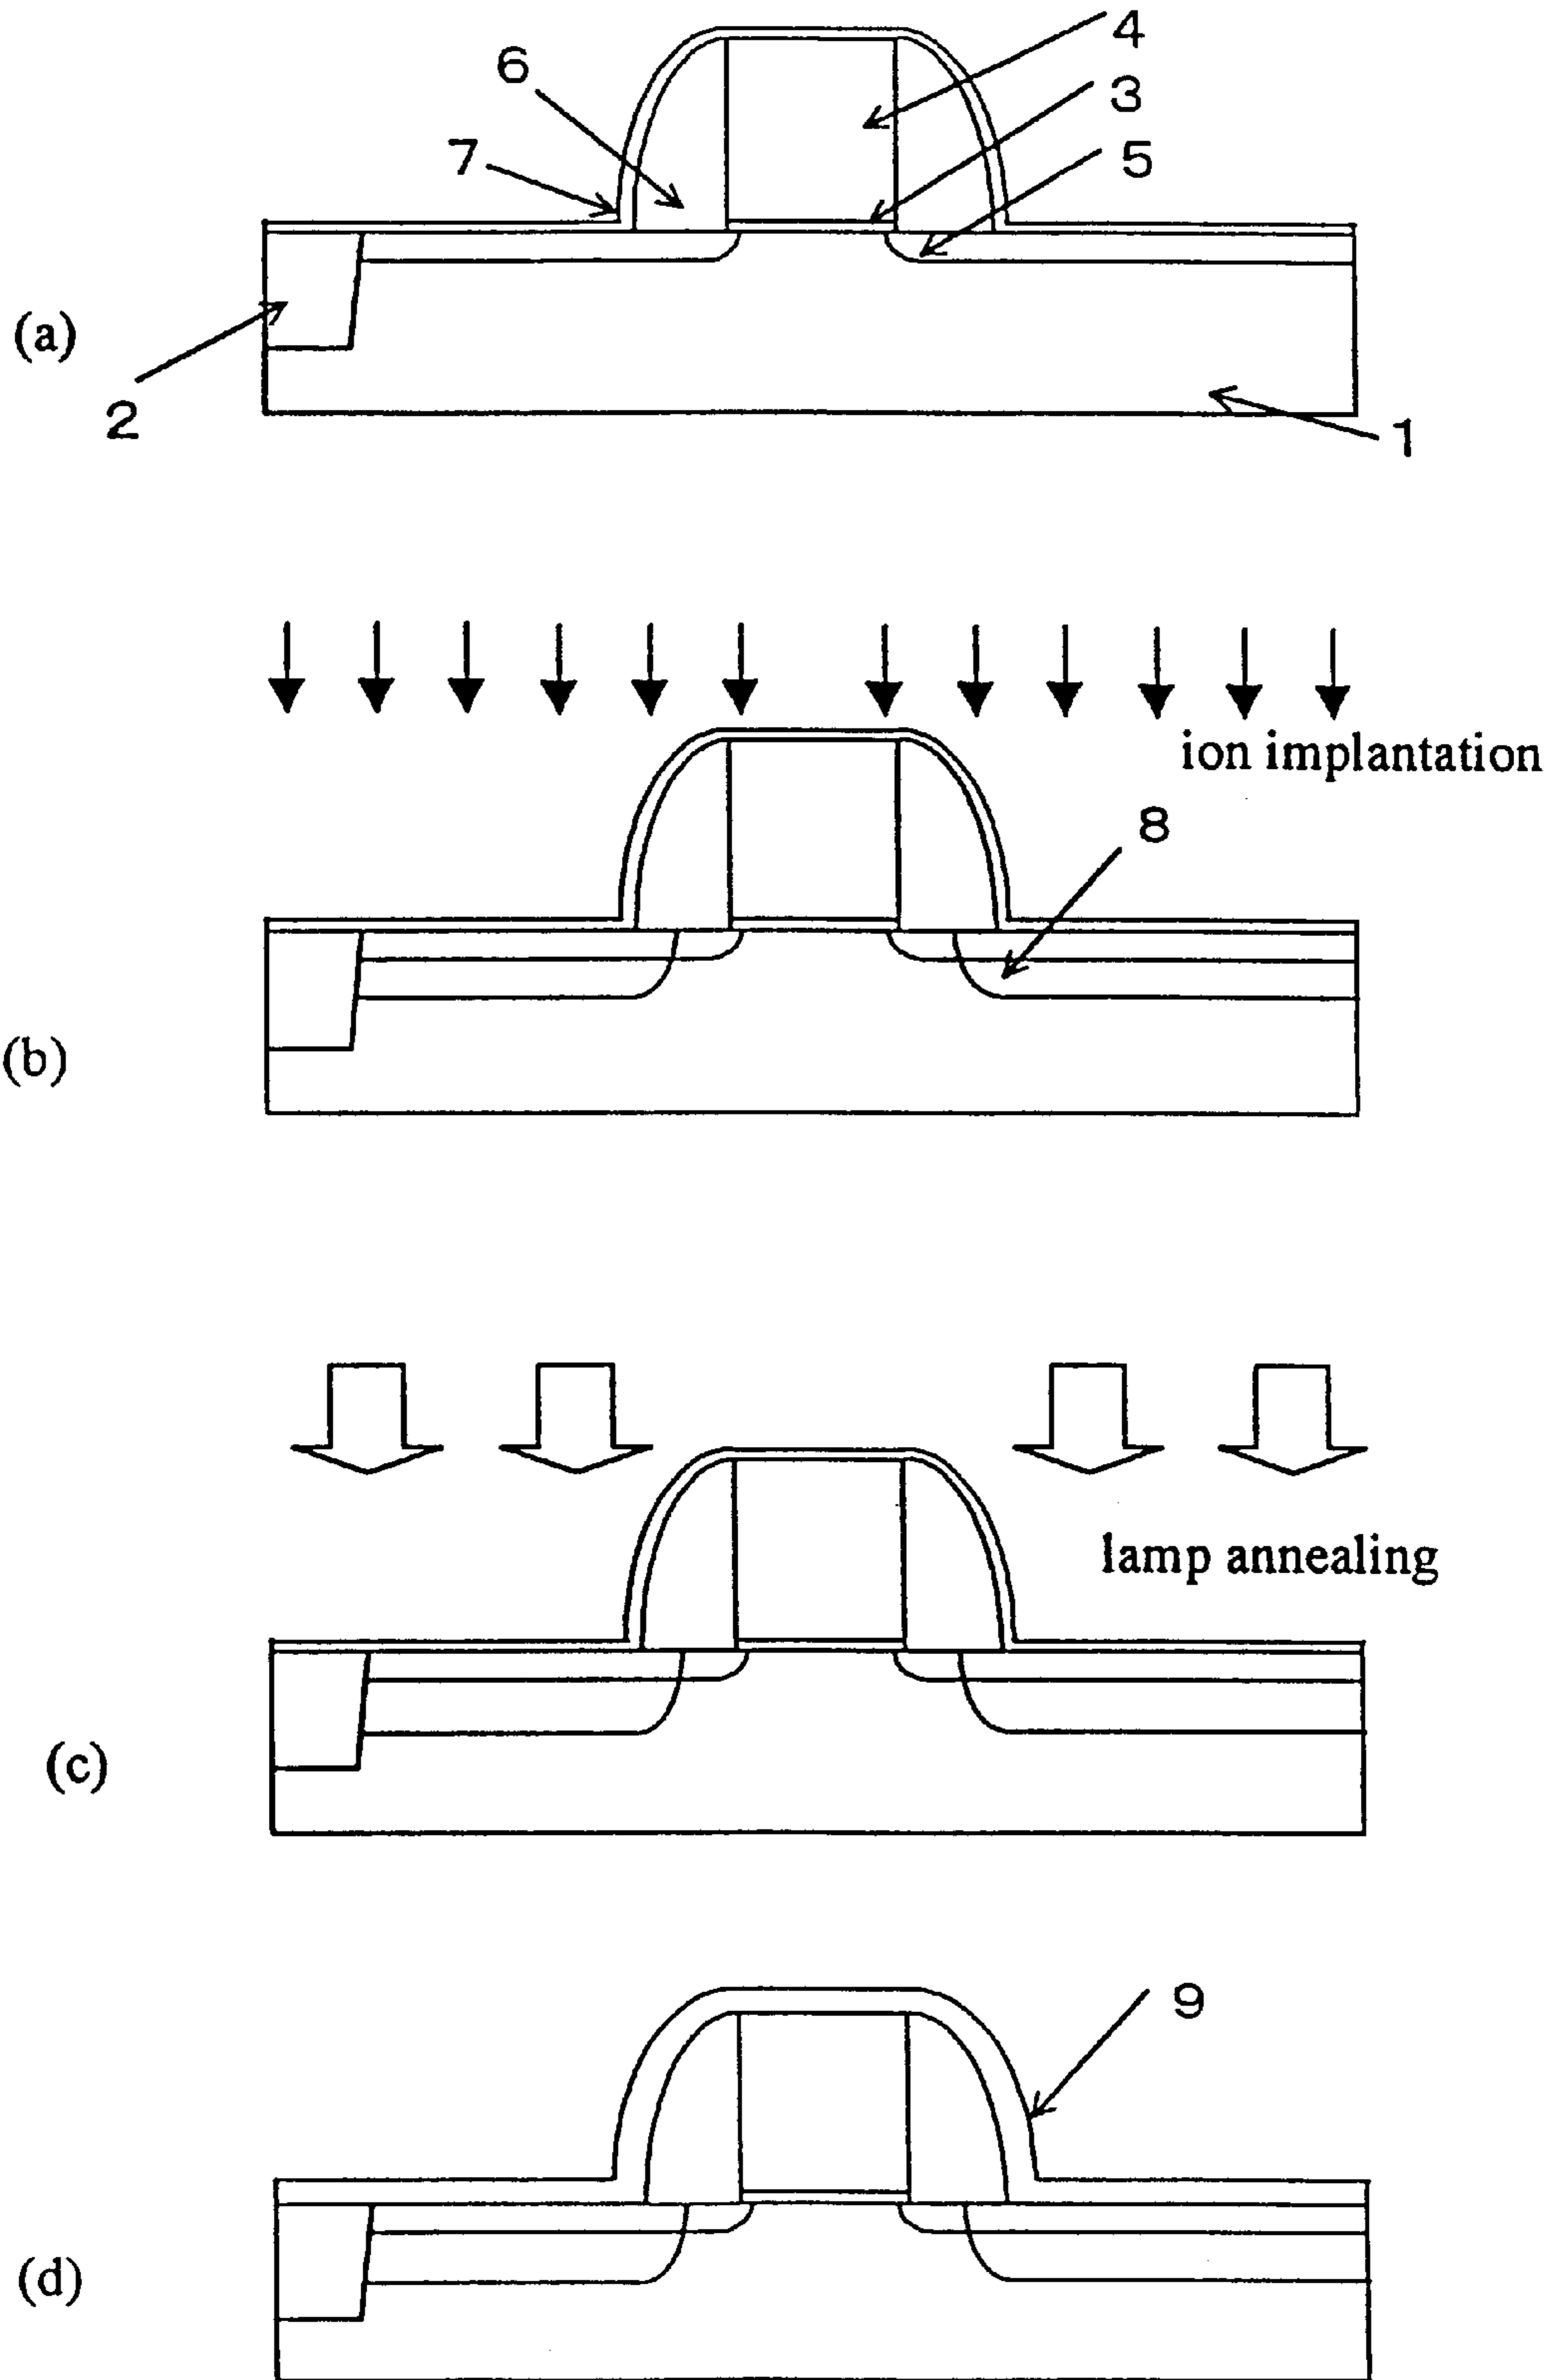 4
6
3
7
5
(a)
2
1
ion implantation
8
(b)
lamp annealing
(c)
9
(d)